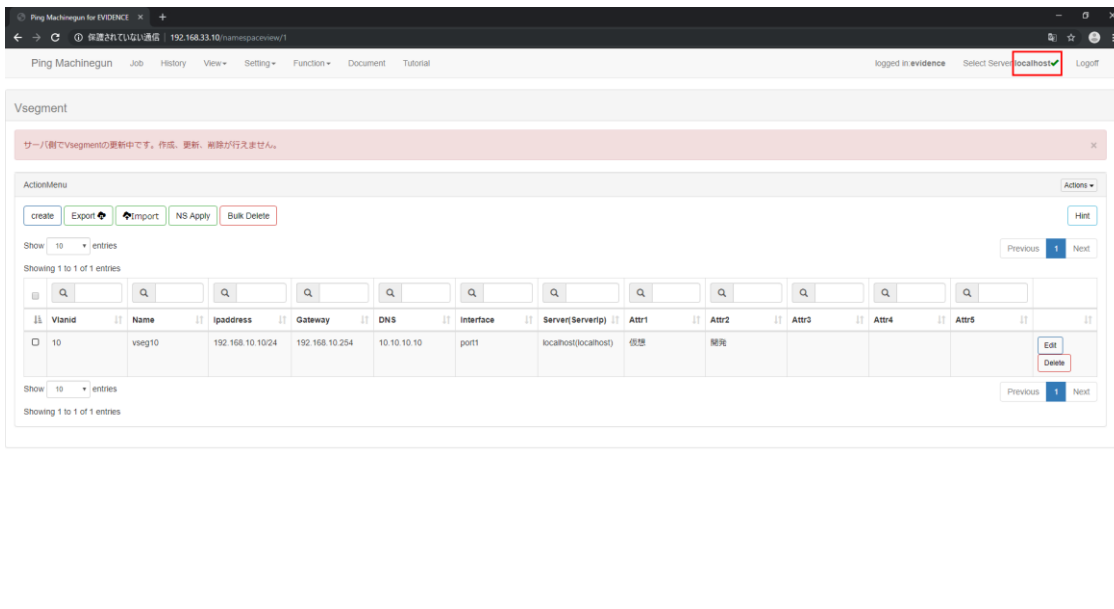 Ping Machinegun for EVIDENCE
保護されていない通信 192.168.33.10/namespaceview/1
Ping Machinegun Job History View Setting Function Document Tutorial logged in:evidence Select Server:localhost Logoff
Vsegment
サーバ側でVsegmentの更新中です。作成、更新、削除が行えません。
ActionMenu Actions
create Export Import NS Apply Bulk Delete Hint
Show 10 entries Previous 1 Next
Showing 1 to 1 of 1 entries
Vlanid Name Ipaddress Gateway DNS Interface Server(Serverip) Attr1 Attr2 Attr3 Attr4 Attr5
10 vseg10 192.168.10.10/24 192.168.10.254 10.10.10.10 port1 localhost(localhost) 仮想 開発 Edit
Delete
Show 10 entries Previous 1 Next
Showing 1 to 1 of 1 entries